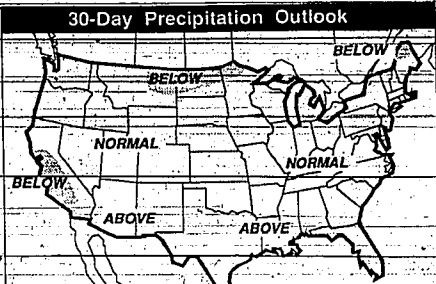 30-Day Precipitation Outlook
BELOW
BELOW
NORMAL
NORMAL
BELOW
ABOVE
ABOVE